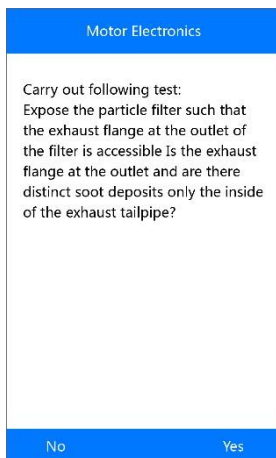 Motor Electronics
Carry out following test:
Expose the particle filter such that
the exhaust flange at the outlet of
the filter is accessible Is the exhaust
flange at the outlet and are there
distinct soot deposits only the inside
of the exhaust tailpipe?
No Yes